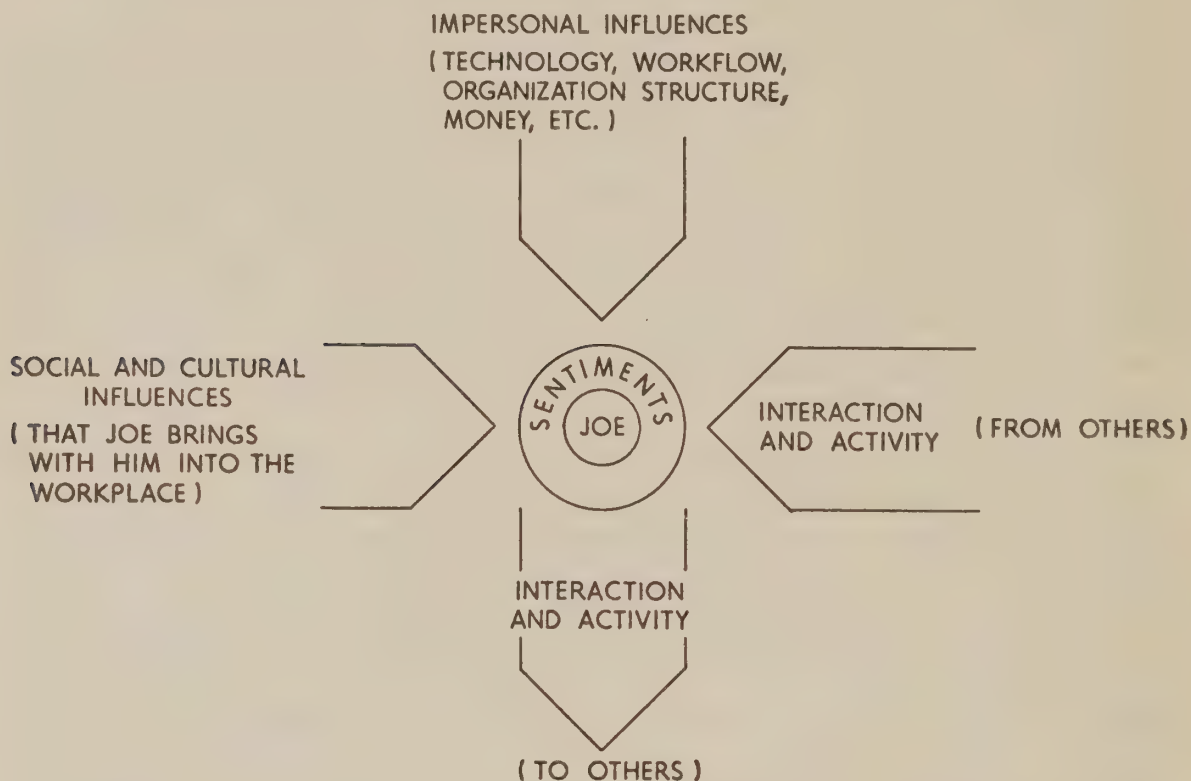 IMPERSONAL INFLUENCES
( TECHNOLOGY, WORKFLOW,
ORGANIZATION STRUCTURE,
MONEY, ETC. )
SOCIAL AND CULTURAL
INFLUENCES
( THAT JOE BRINGS
WITH HIM INTO THE
WORKPLACE )
SENTIMENTS
JOE
INTERACTION
AND ACTIVITY
( FROM OTHERS)
INTERACTION
AND ACTIVITY
( TO OTHERS )